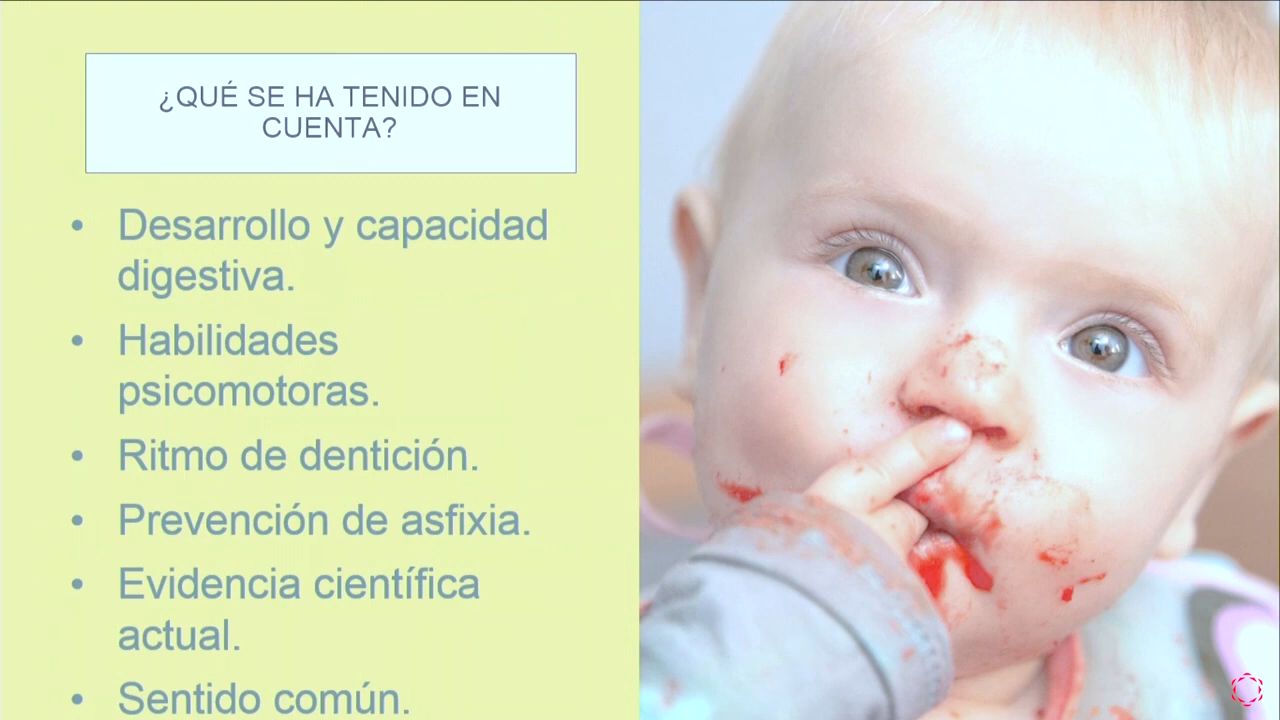 ¿QUÉ SE HA TENIDO EN
CUENTA?
• Desarrollo y capacidad
digestiva.
• Habilidades
psicomotoras.
• Ritmo de dentición.
• Prevención de asfixia.
• Evidencia científica
actual.
• Sentido común.